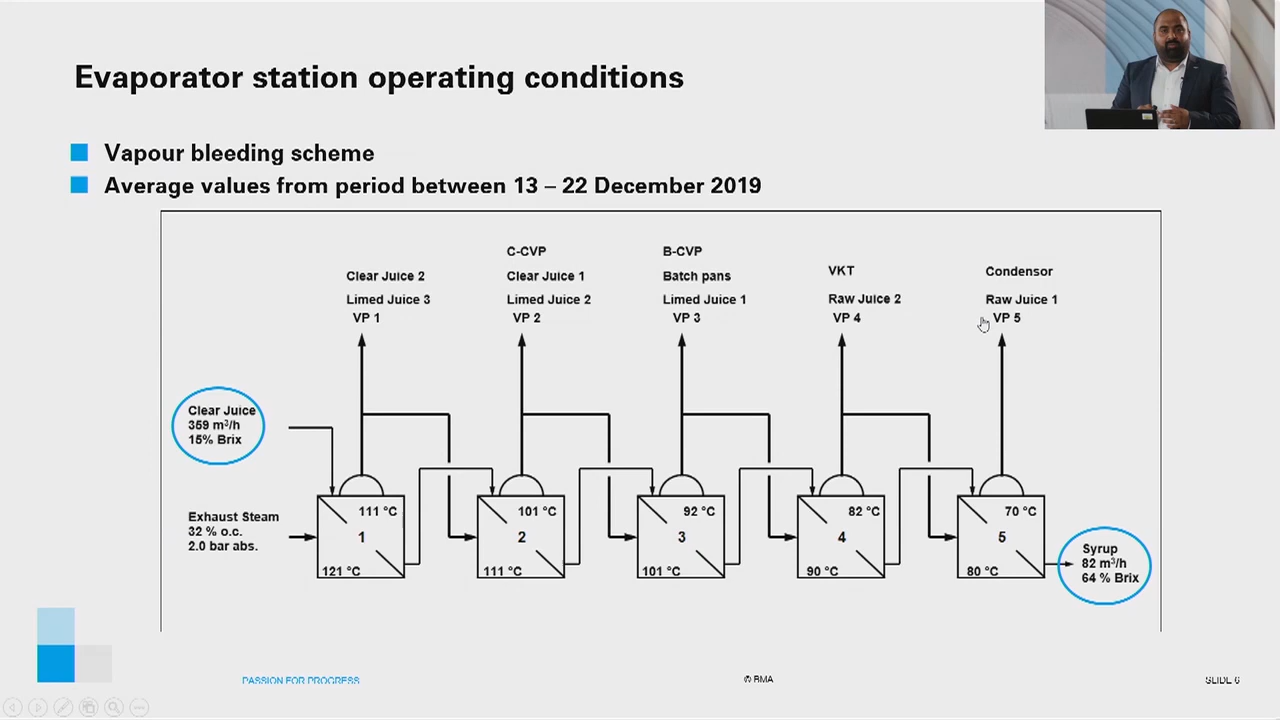 Evaporator station operating conditions
Vapour bleeding scheme
Average values from period between 13 – 22 December 2019
Clear Juice 2
Limed Juice 3
VP 1
C-CVP
Clear Juice 1
Limed Juice 2
VP 2
B-CVP
Batch pans
Limed Juice 1
VP 3
VKT
Raw Juice 2
VP 4
Condensor
Raw Juice 1
VP 5
Clear Juice
359 m³/h
15% Brix
Exhaust Steam
32 % o.c.
2.0 bar abs.
111 °C
1
121 °C
101 °C
2
111 °C
92 °C
3
101 °C
82 °C
4
90 °C
70 °C
5
80 °C
Syrup
82 m³/h
64 % Brix
PASSION FOR PROGRESS
© BMA
SLIDE 6